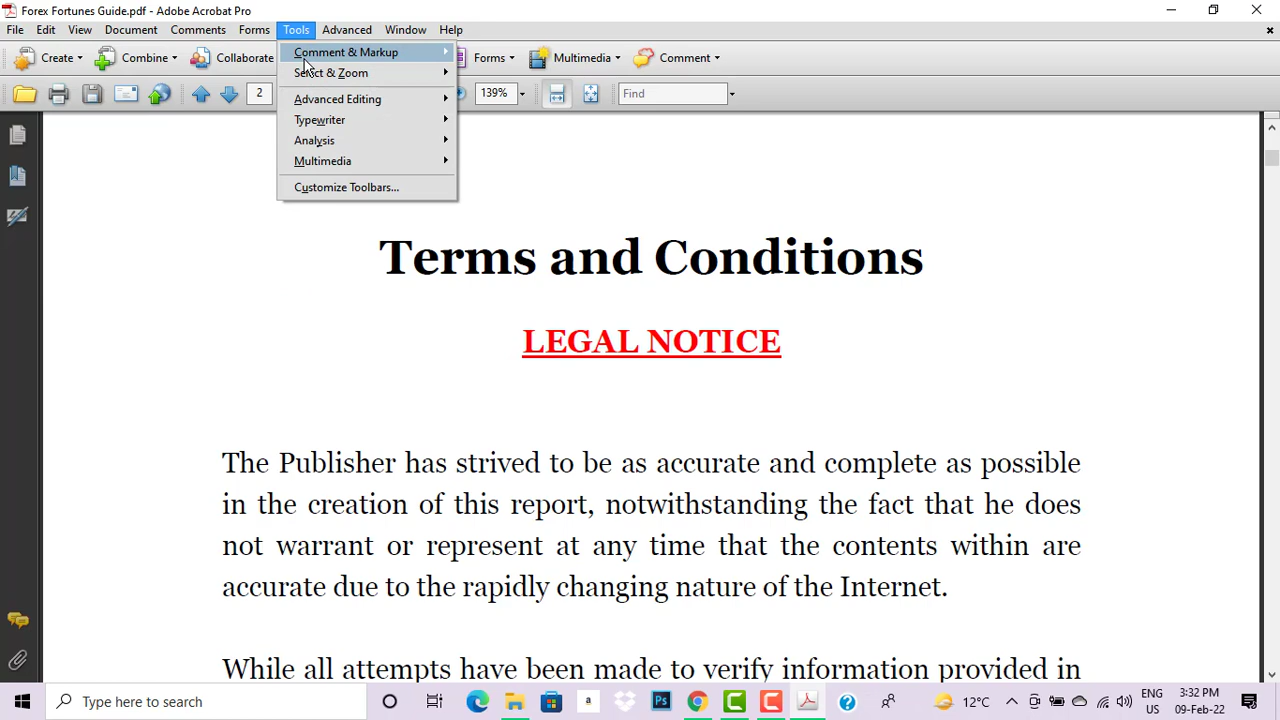 Forex Fortunes Guide.pdf - Adobe Acrobat Pro
File Edit View Document Comments Forms Tools Advanced Window Help
Create Combine Collaborate Forms Multimedia Comment
2 139% Find
Comment & Markup
Select & Zoom
Advanced Editing
Typewriter
Analysis
Multimedia
Customize Toolbars...
Terms and Conditions
LEGAL NOTICE
The Publisher has strived to be as accurate and complete as possible
in the creation of this report, notwithstanding the fact that he does
not warrant or represent at any time that the contents within are
accurate due to the rapidly changing nature of the Internet.
While all attempts have been made to verify information provided in
Type here to search
a
Ps
12°C
ENG
US
3:32 PM
09-Feb-22